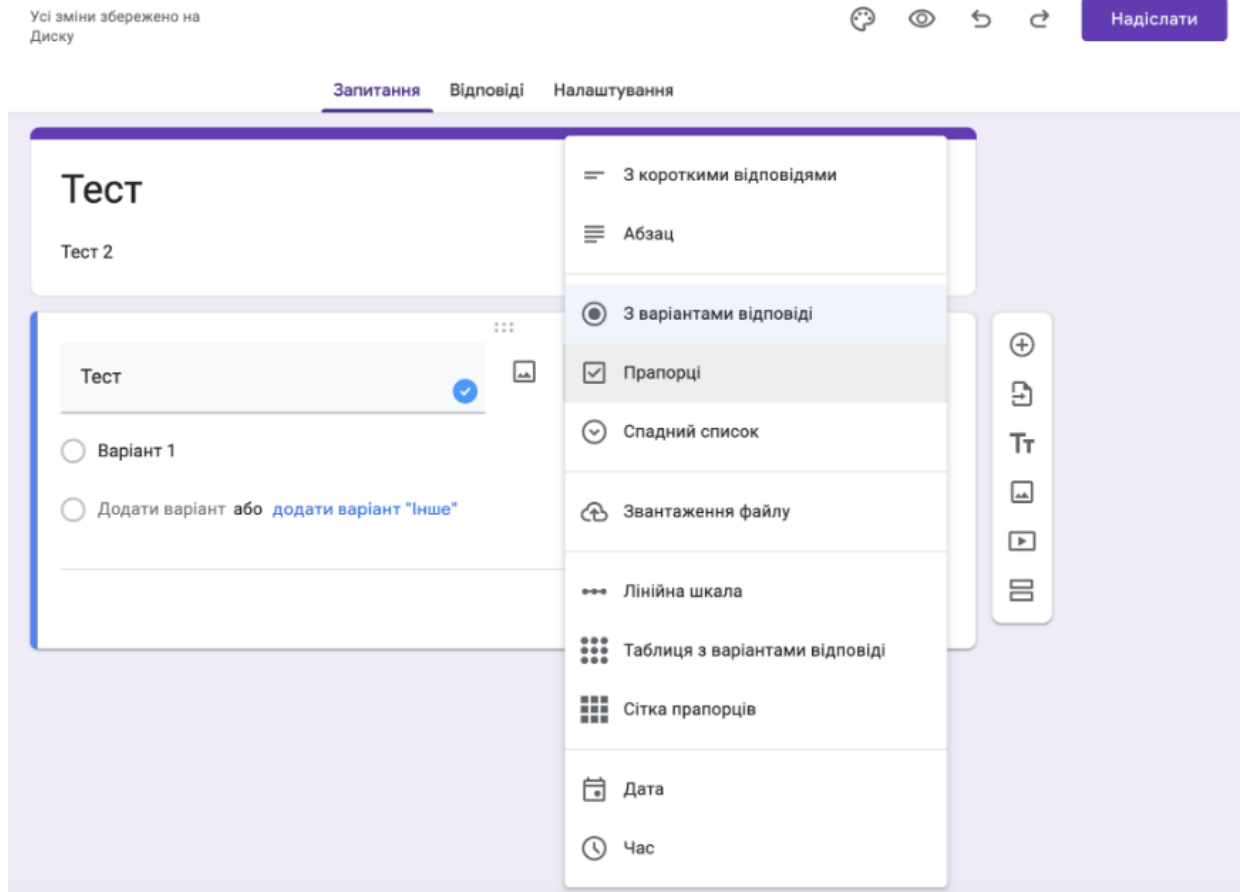 Усі зміни збережено на
Диску
Надіслати
Запитання Відповіді Налаштування
Тест
Тест 2
Тест
Варіант 1
Додати варіант або додати варіант "Інше"
З короткими відповідями
Абзац
З варіантами відповіді
Прапорці
Спадний список
Звантаження файлу
Лінійна шкала
Таблиця з варіантами відповіді
Сітка прапорців
Дата
Час
Тт